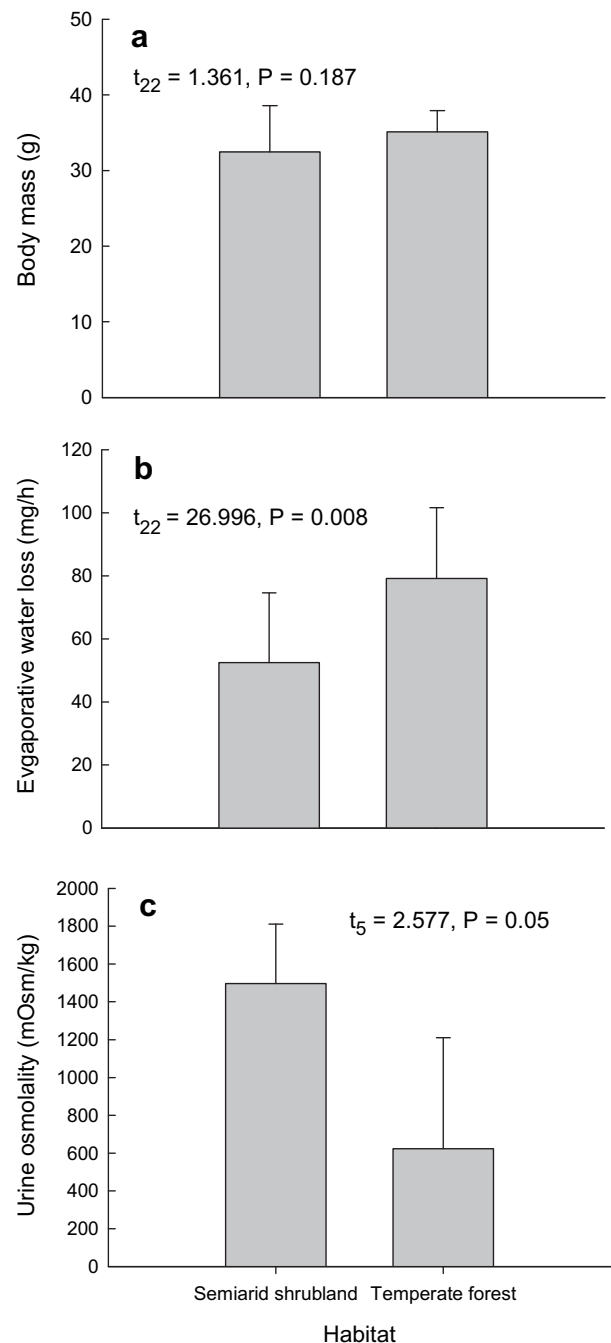 a
t22 = 1.361, P = 0.187
Body mass (g)
50
40
30
20
10
0
b
t22 = 26.996, P = 0.008
Evgaporative water loss (mg/h)
120
100
80
60
40
20
0
c
t5 = 2.577, P = 0.05
Urine osmolality (mOsm/kg)
2000
1800
1600
1400
1200
1000
800
600
400
200
0
Semiarid shrubland Temperate forest
Habitat